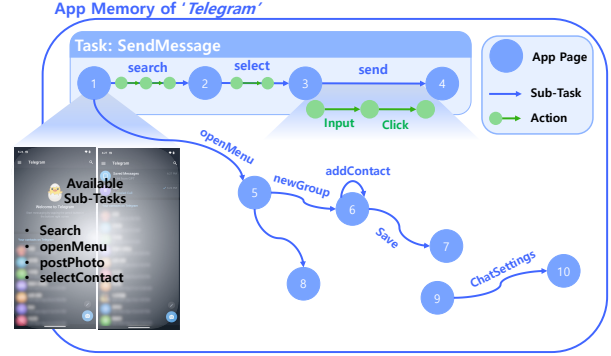 App Memory of 'Telegram'
Task: SendMessage
search
select
send
1
2
3
4
Input
Click
App Page
Sub-Task
Action
openMenu
newGroup
addContact
Save
5
6
7
8
9
ChatSettings
10
Telegram
Telegram
Available
Sub-Tasks
• Search
• openMenu
• postPhoto
• selectContact